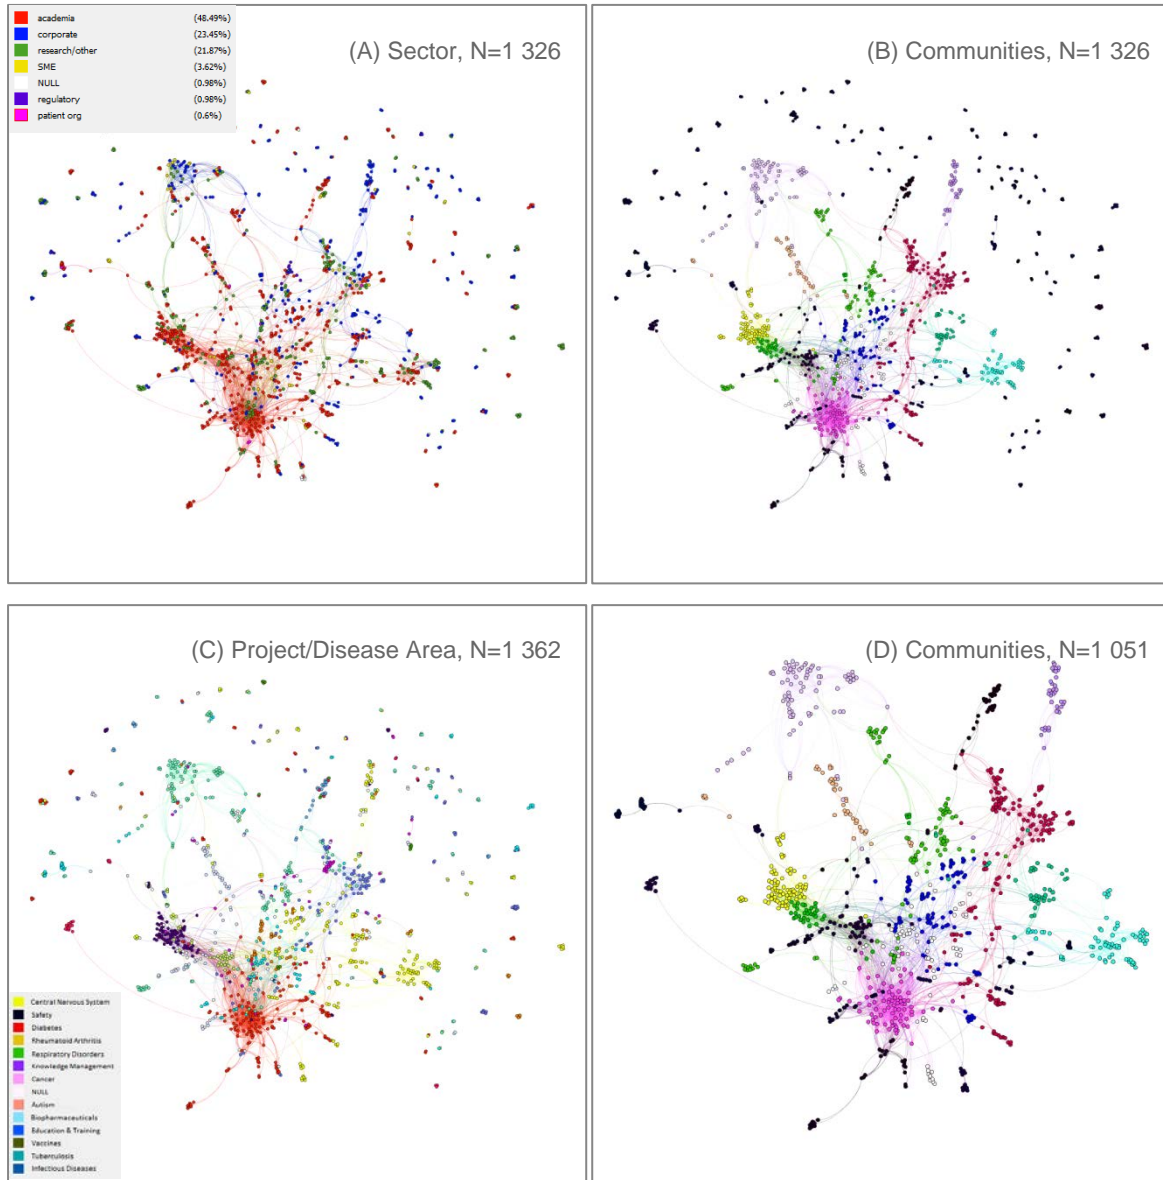 academia (48.49%)
corporate (23.45%)
research/other (21.87%)
SME (3.62%)
NULL (0.98%)
regulatory (0.98%)
patient org (0.6%)
(A) Sector, N=1 326
(B) Communities, N=1 326
(C) Project/Disease Area, N=1 362
(D) Communities, N=1 051
Central Nervous System
Safety
Diabetes
Rheumatoid Arthritis
Respiratory Disorders
Knowledge Management
Cancer
NULL
Autism
Biopharmaceuticals
Education & Training
Vaccines
Tuberculosis
Infectious Diseases